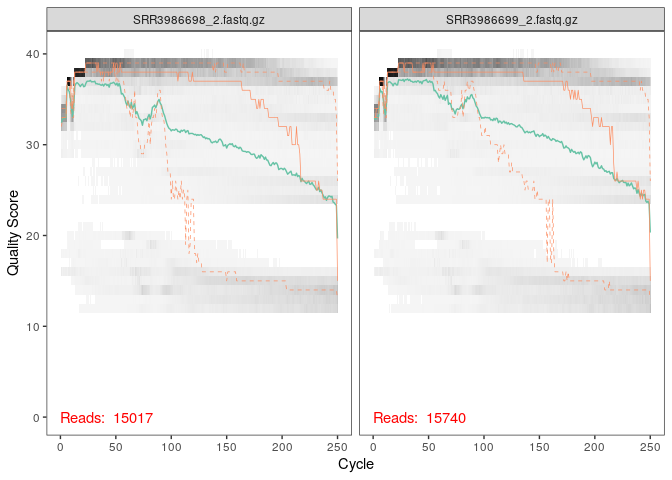 SRR3986698_2.fastq.gz
SRR3986699_2.fastq.gz
Quality Score
40
30
20
10
0
Reads: 15017
Reads: 15740
0 50 100 150 200 250
0 50 100 150 200 250
Cycle